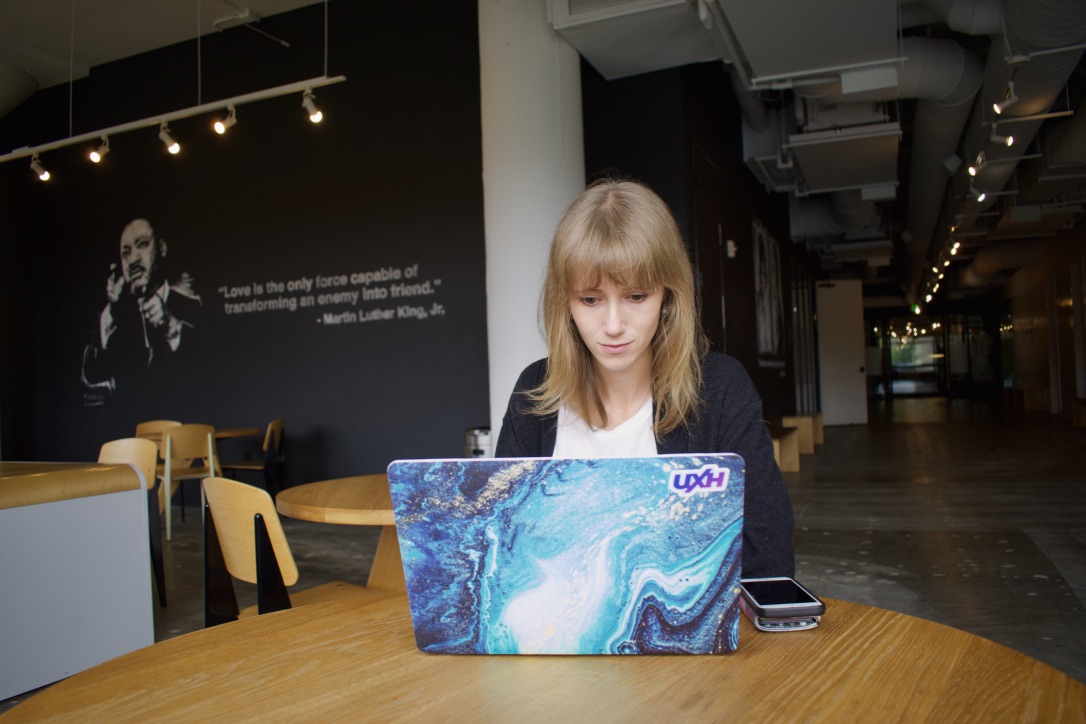 “Love is the only force capable of
transforming an enemy into friend.”
- Martin Luther King, Jr,
UXH